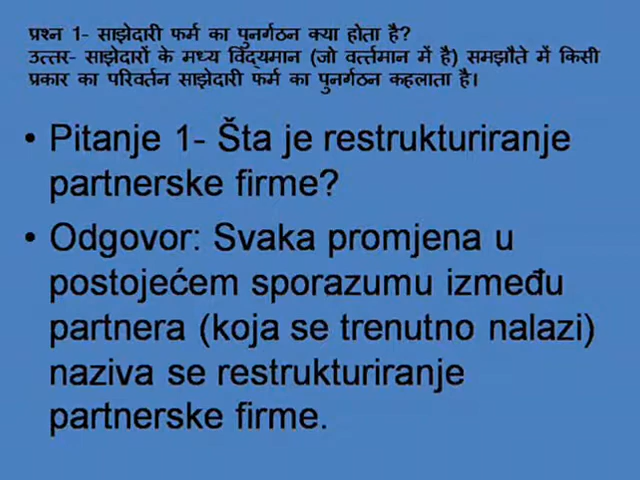 प्रश्न 1- साझेदारी फर्म का पुनर्गठन क्या होता है?
उत्तर- साझेदारों के मध्य विद्यमान (जो वर्त्तमान में है) समझौते में किसी
प्रकार का परिवर्तन साझेदारी फर्म का पुनर्गठन कहलाता है।
• Pitanje 1- Šta je restrukturiranje
partnerske firme?
• Odgovor: Svaka promjena u
postojećem sporazumu između
partnera (koja se trenutno nalazi)
naziva se restrukturiranje
partnerske firme.